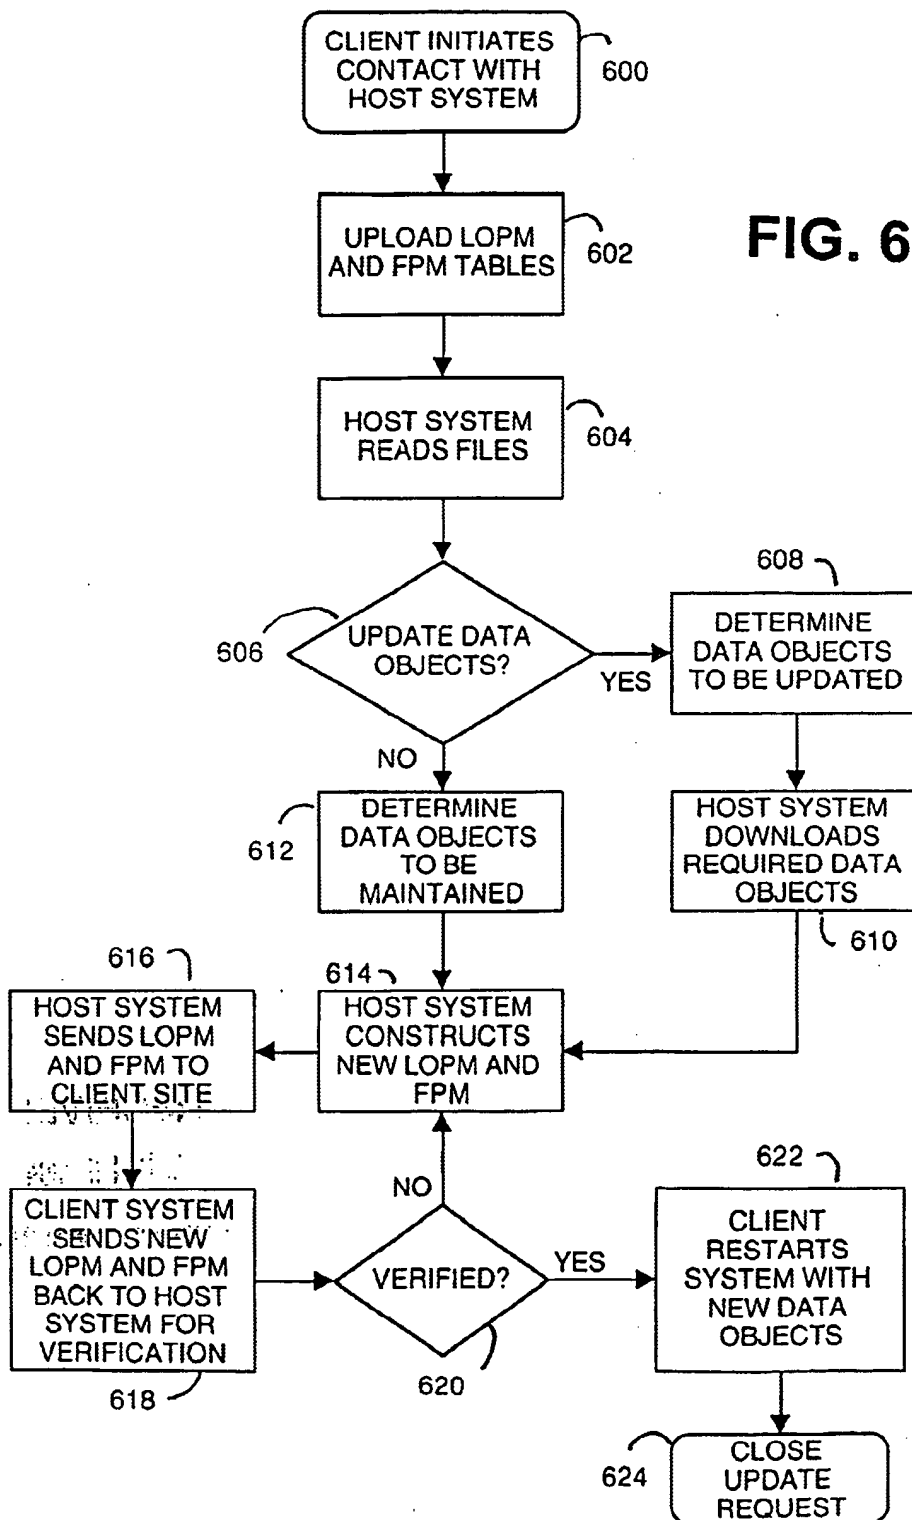 CLIENT INITIATES
CONTACT WITH
HOST SYSTEM
600
UPLOAD LOPM
AND FPM TABLES
602
FIG. 6
HOST SYSTEM
READS FILES
604
606
UPDATE DATA
OBJECTS?
YES
NO
608
DETERMINE
DATA OBJECTS
TO BE UPDATED
612
DETERMINE
DATA OBJECTS
TO BE
MAINTAINED
HOST SYSTEM
DOWNLOADS
REQUIRED DATA
OBJECTS
610
616
HOST SYSTEM
SENDS LOPM
AND FPM TO
CLIENT SITE
614
HOST SYSTEM
CONSTRUCTS
NEW LOPM AND
FPM
CLIENT SYSTEM
SENDS NEW
LOPM AND FPM
BACK TO HOST
SYSTEM FOR
VERIFICATION
618
NO
VERIFIED?
YES
620
622
CLIENT
RESTARTS
SYSTEM WITH
NEW DATA
OBJECTS
624
CLOSE
UPDATE
REQUEST